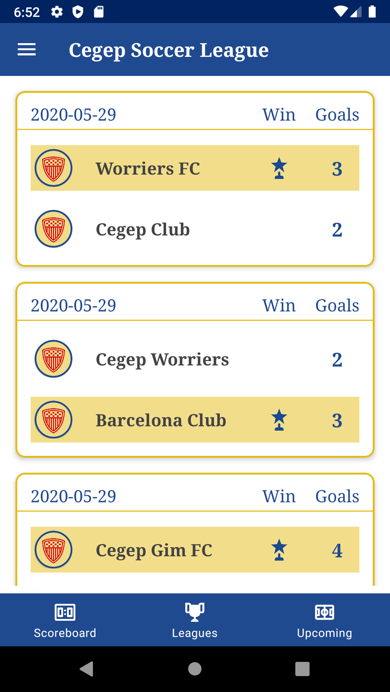 6:52
Cegep Soccer League
2020-05-29 Win Goals
Worriers FC 3
Cegep Club 2
2020-05-29 Win Goals
Cegep Worriers 2
Barcelona Club 3
2020-05-29 Win Goals
Cegep Gim FC 4
Scoreboard Leagues Upcoming